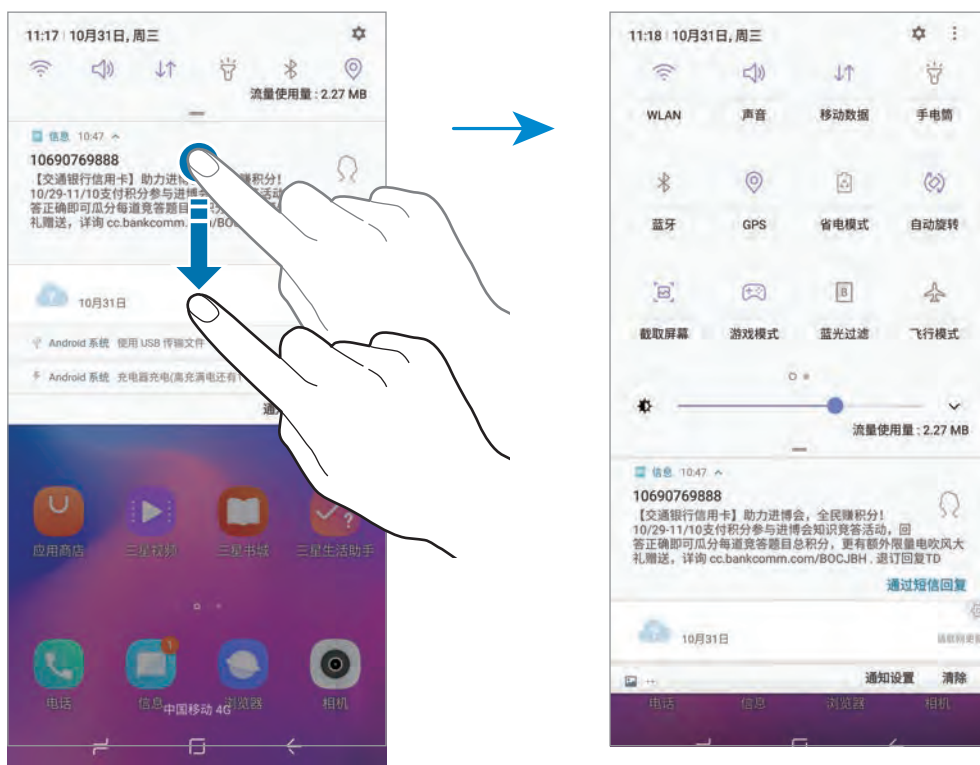 11:17 10月31日, 周三
流量使用量 : 2.27 MB
信息 10:47
10690769888
【交通银行信用卡】助力进 赚积分!
10/29-11/10支付积分参与进博
答正确即可瓜分每道竞答题目
礼赠送，详询 cc.bankcomm.
10月31日
Android 系统 使用 USB 传输文件
Android 系统 充电器充电(离充满电还有
通
应用商店 三星视频 三星书城 三星生活助手
1
电话 信息 浏览器 相机
中国移动 4G
11:18 10月31日, 周三
WLAN 声音 移动数据 手电筒
蓝牙 GPS 省电模式 自动旋转
B
截取屏幕 游戏模式 蓝光过滤 飞行模式
流量使用量 : 2.27 MB
信息 10:47
10690769888
【交通银行信用卡】助力进博会，全民赚积分!
10/29-11/10支付积分参与进博会知识竞答活动，回
答正确即可瓜分每道竞答题目总积分，更有额外限量电吹风大
礼赠送，详询 cc.bankcomm.com/BOCJBH . 退订回复TD
通过短信回复
10月31日
通知设置 清除
电话 信息 浏览器 相机